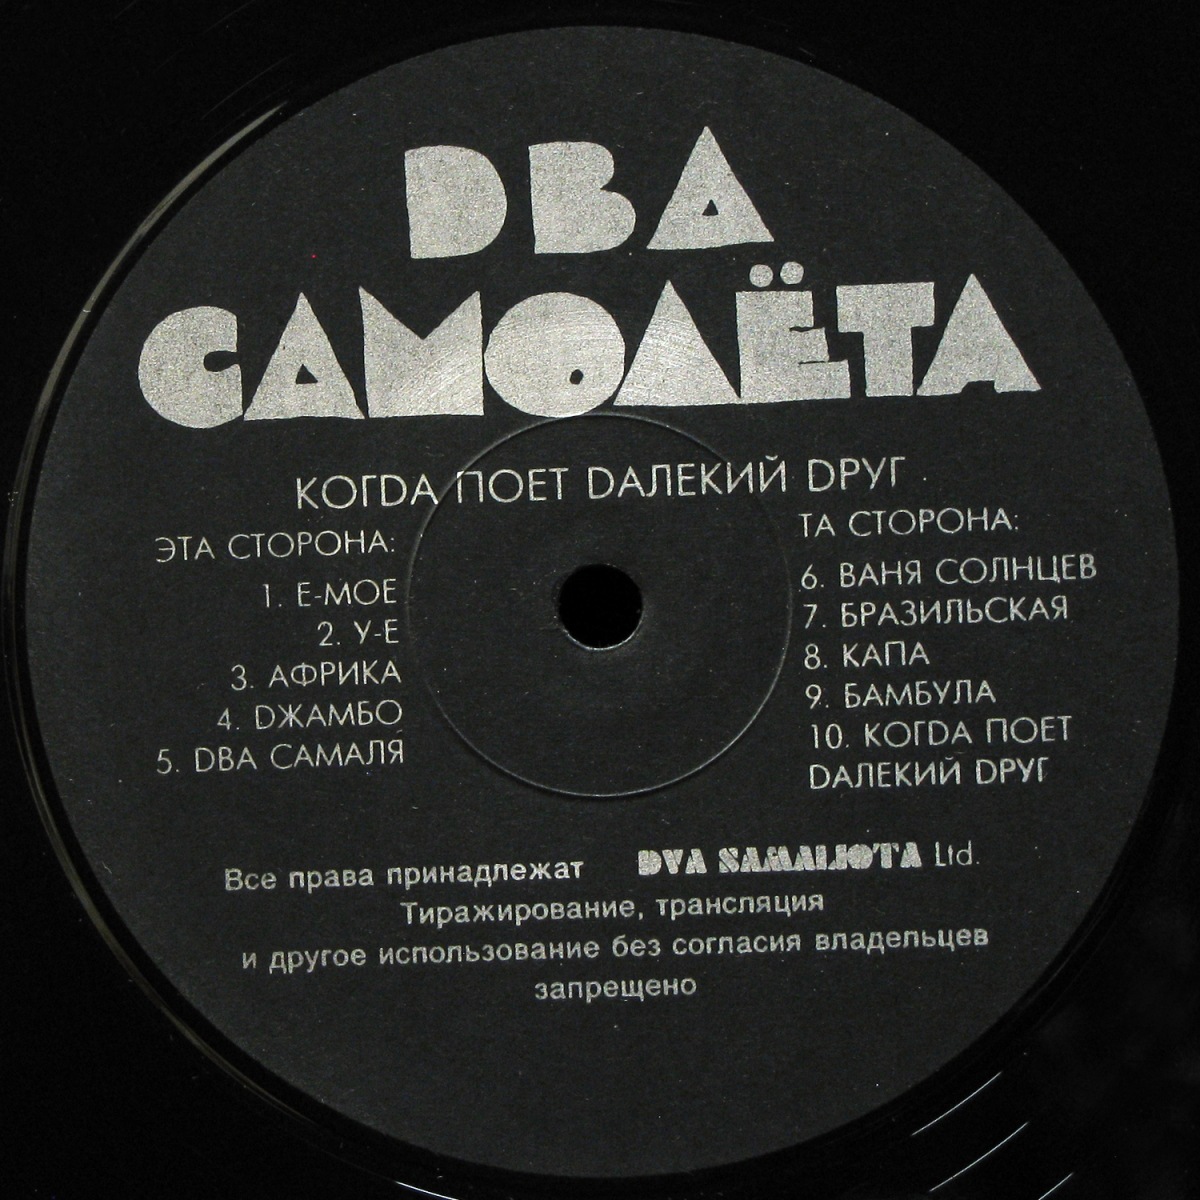 DВА
САМОЛЁТА
КОГDА ПОЕТ DАЛЕКИЙ DРУГ
ЭТА СТОРОНА:
1. Е-МОЕ
2. У-Е
3. АФРИКА
4. DЖАМБО
5. DВА САМАЛЯ
ТА СТОРОНА:
6. ВАНЯ СОЛНЦЕВ
7. БРАЗИЛЬСКАЯ
8. КАПА
9. БАМБУЛА
10. КОГDА ПОЕТ
DАЛЕКИЙ DРУГ
Все права принадлежат DVA SAMALJOTA Ltd.
Тиражирование, трансляция
и другое использование без согласия владельцев
запрещено